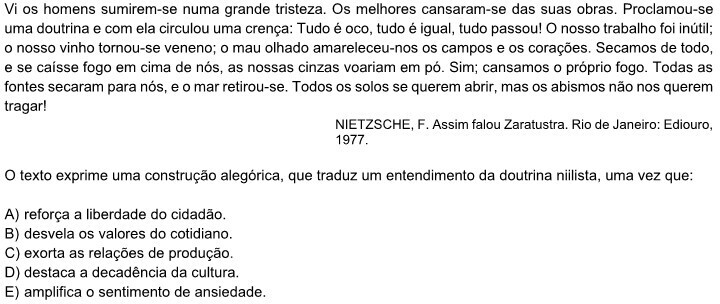 Vi os homens sumirem-se numa grande tristeza. Os melhores cansaram-se das suas obras. Proclamou-se
uma doutrina e com ela circulou uma crença: Tudo é oco, tudo é igual, tudo passou! O nosso trabalho foi inútil;
o nosso vinho tornou-se veneno; o mau olhado amareleceu-nos os campos e os corações. Secamos de todo,
e se caísse fogo em cima de nós, as nossas cinzas voariam em pó. Sim; cansamos o próprio fogo. Todas as
fontes secaram para nós, e o mar retirou-se. Todos os solos se querem abrir, mas os abismos não nos querem
tragar!
NIETZSCHE, F. Assim falou Zaratustra. Rio de Janeiro: Ediouro,
1977.
O texto exprime uma construção alegórica, que traduz um entendimento da doutrina niilista, uma vez que:
A) reforça a liberdade do cidadão.
B) desvela os valores do cotidiano.
C) exorta as relações de produção.
D) destaca a decadência da cultura.
E) amplifica o sentimento de ansiedade.